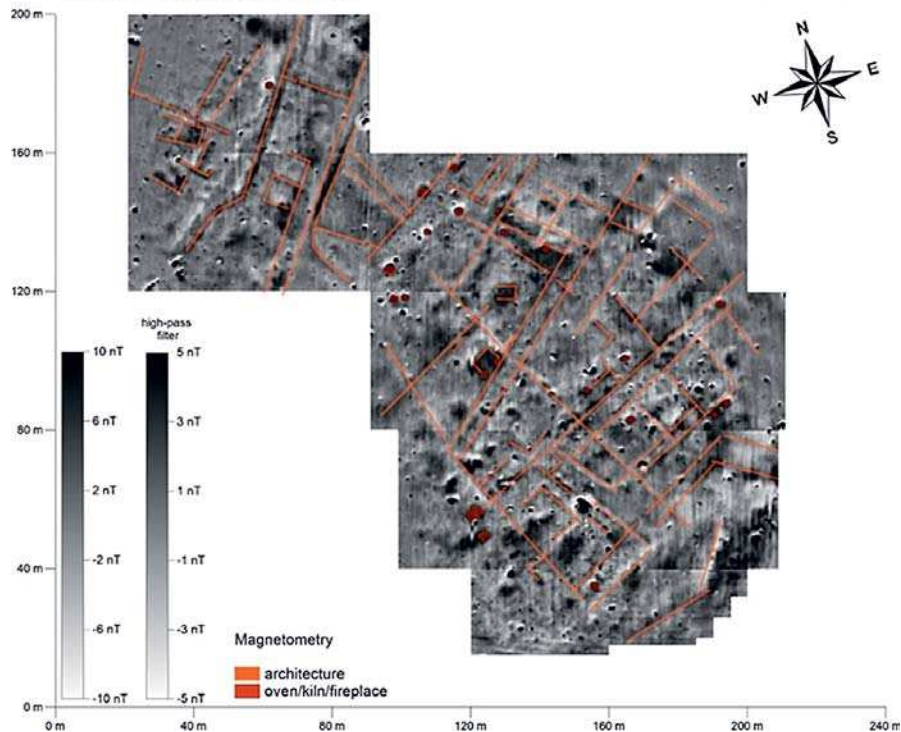 200 m
N
E
W
S
160 m
120 m
high-pass
filter
10 nT
5 nT
6 nT
3 nT
80 m
2 nT
1 nT
-2 nT
-1 nT
40 m
-6 nT
-3 nT
Magnetometry
architecture
-10 nT
-5 nT
oven/kiln/fireplace
0 m
0 m
40 m
80 m
120 m
160 m
200 m
240 m